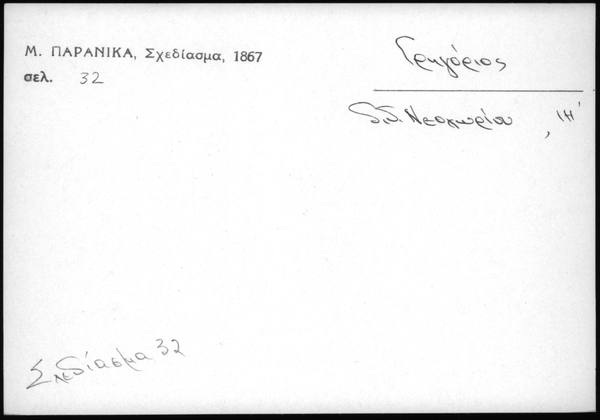 Μ. ΠΑΡΑΝΙΚΑ, Σχεδίασμα, 1867
σελ. 32
Γρηγόριος
δ.δ. Νεοχωρίου, ΙΗ΄
Σχεδίασμα 32